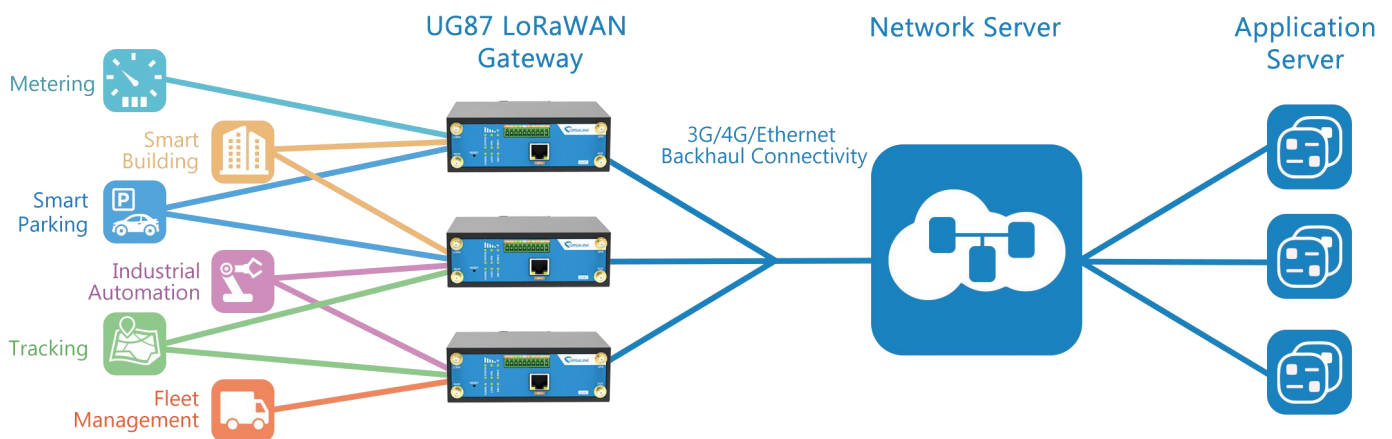 UG87 LoRaWAN
Gateway
Network Server
Application
Server
Metering
Smart
Building
Smart
Parking
P
Industrial
Automation
Tracking
Fleet
Management
3G/4G/Ethernet
Backhaul Connectivity